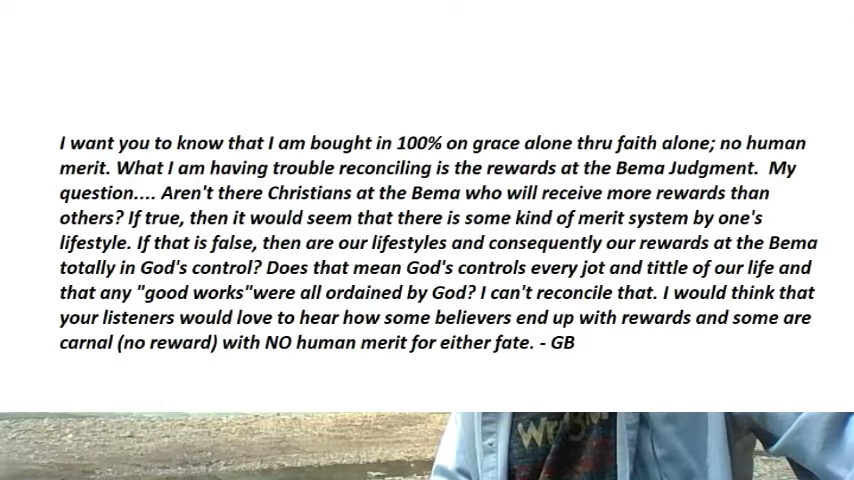 I want you to know that I am bought in 100% on grace alone thru faith alone; no human
merit. What I am having trouble reconciling is the rewards at the Bema Judgment.  My
question.... Aren't there Christians at the Bema who will receive more rewards than
others? If true, then it would seem that there is some kind of merit system by one's
lifestyle. If that is false, then are our lifestyles and consequently our rewards at the Bema
totally in God's control? Does that mean God's controls every jot and tittle of our life and
that any "good works"were all ordained by God? I can't reconcile that. I would think that
your listeners would love to hear how some believers end up with rewards and some are
carnal (no reward) with NO human merit for either fate. - GB